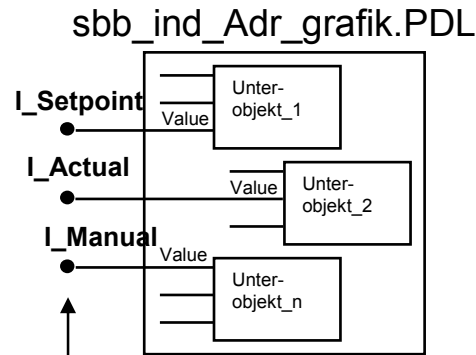 sbb_ind_Adr_grafik.PDL
I_Setpoint
Value
Unter-
objekt_1
I_Actual
Value
Unter-
objekt_2
I_Manual
Value
Unter-
objekt_n